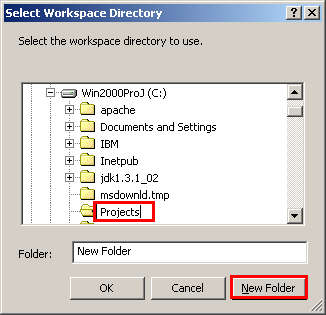 Select Workspace Directory
Select the workspace directory to use.
Win2000ProJ (C:)
apache
Documents and Settings
IBM
Inetpub
jdk1.3.1_02
msdownld.tmp
Projects
Folder: New Folder
OK Cancel New Folder